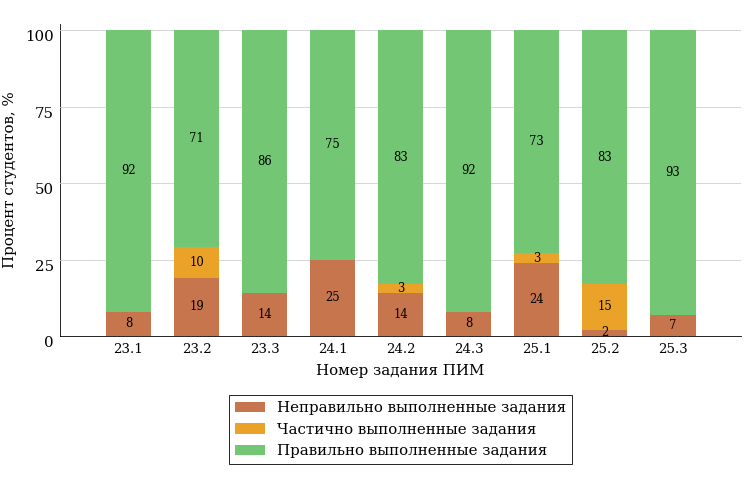 100
75
50
25
0
Процент студентов, %
92 71 86 75 83 92 73 83 93
10 3 3 15
8 19 14 25 14 8 24 2 7
23.1 23.2 23.3 24.1 24.2 24.3 25.1 25.2 25.3
Номер задания ПИМ
Неправильно выполненные задания
Частично выполненные задания
Правильно выполненные задания